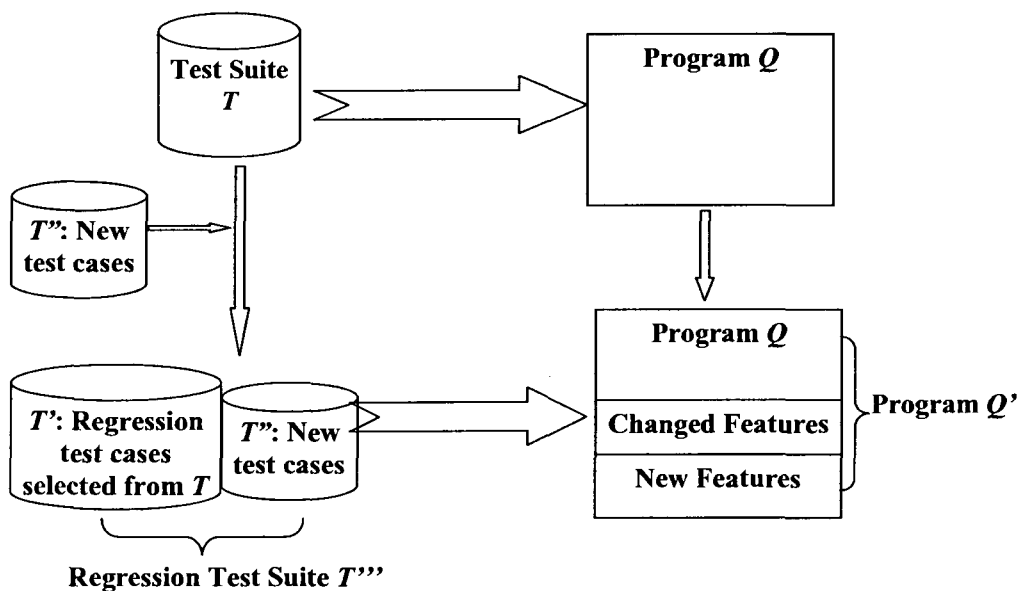 Test Suite
T
Program Q
T”: New
test cases
Program Q
Changed Features
New Features
Program Q'
T': Regression
test cases
selected from T
T”: New
test cases
Regression Test Suite T'''